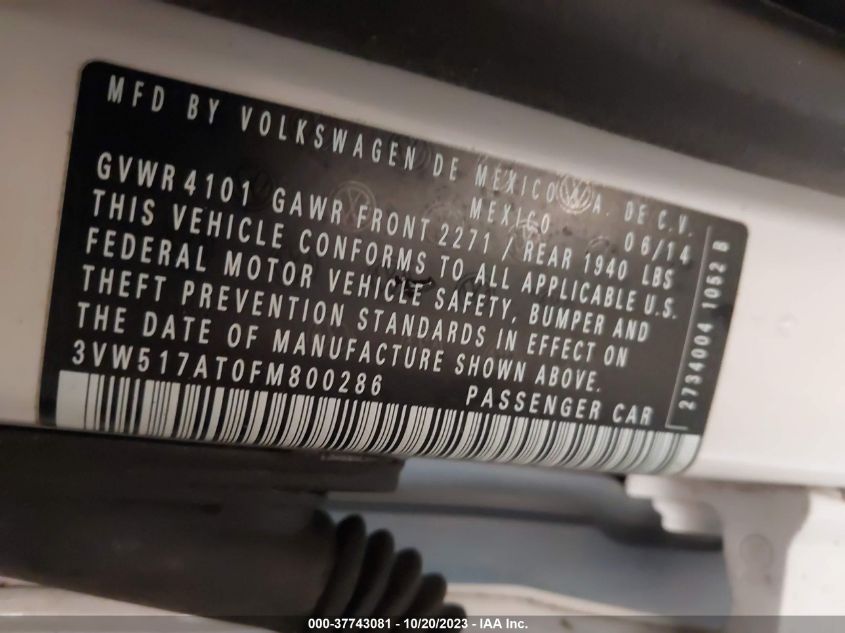 MFD BY VOLKSWAGEN DE MEXICO A. DE C.V.
MEXICO 06/14
GVWR 4101 GAWR FRONT 2271 / REAR 1940 LBS
THIS VEHICLE CONFORMS TO ALL APPLICABLE U.S.
FEDERAL MOTOR VEHICLE SAFETY, BUMPER AND
THEFT PREVENTION STANDARDS IN EFFECT ON
THE DATE OF MANUFACTURE SHOWN ABOVE.
3VW517AT0FM800286 PASSENGER CAR
2734004 1052 B
000-37743081 - 10/20/2023 - IAA Inc.